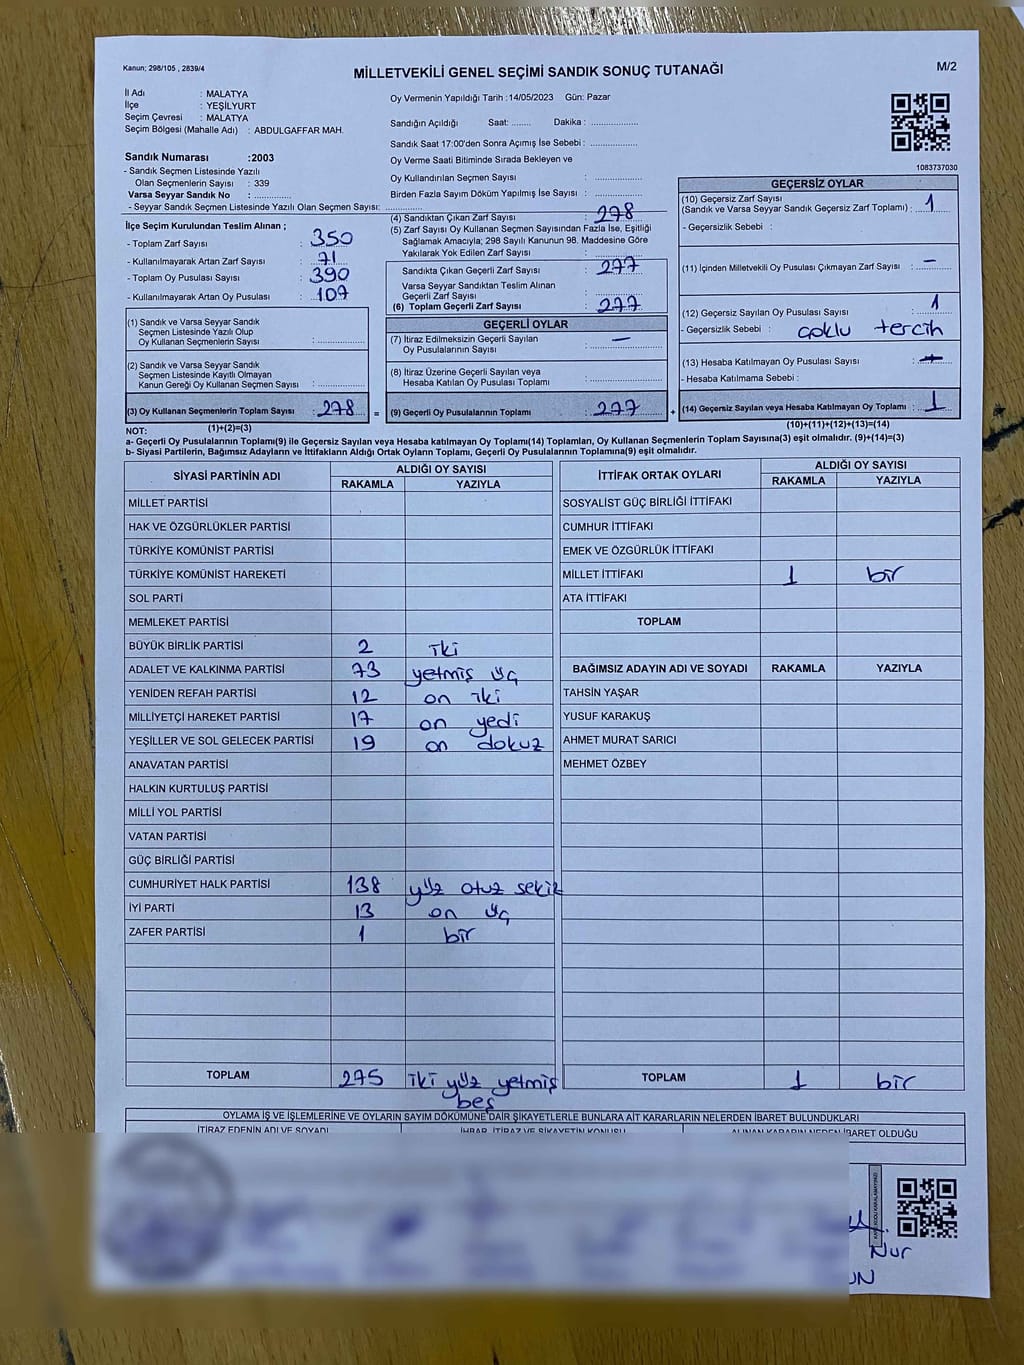 Kanun; 298/105 , 2839/4
MİLLETVEKİLİ GENEL SEÇİMİ SANDIK SONUÇ TUTANAĞI
M/2
İl Adı : MALATYA
İlçe : YEŞİLYURT
Seçim Çevresi : MALATYA
Seçim Bölgesi (Mahalle Adı) : ABDULGAFFAR MAH.
Sandık Numarası :2003
- Sandık Seçmen Listesinde Yazılı
Olan Seçmenlerin Sayısı : 339
Varsa Seyyar Sandık No : ............
- Seyyar Sandık Seçmen Listesinde Yazılı Olan Seçmen Sayısı: ............
Oy Vermenin Yapıldığı Tarih :14/05/2023 Gün: Pazar
Sandığın Açıldığı Saat: ........ Dakika : ................
Sandık Saat 17:00'den Sonra Açımış İse Sebebi : ................
Oy Verme Saati Bitiminde Sırada Bekleyen ve
Oy Kullandırılan Seçmen Sayısı : ................
Birden Fazla Sayım Döküm Yapılmış İse Sayısı : ................
1083737030
İlçe Seçim Kurulundan Teslim Alınan ;
- Toplam Zarf Sayısı : 350
- Kullanılmayarak Artan Zarf Sayısı : 71
- Toplam Oy Pusulası Sayısı : 390
- Kullanılmayarak Artan Oy Pusulası : 107
(4) Sandıktan Çıkan Zarf Sayısı : 278
(5) Zarf Sayısı Oy Kullanan Seçmen Sayısından Fazla İse, Eşitliği
Sağlamak Amacıyla; 298 Sayılı Kanunun 98. Maddesine Göre
Yakılarak Yok Edilen Zarf Sayısı : ................
Sandıkta Çıkan Geçerli Zarf Sayısı : 277
Varsa Seyyar Sandıktan Teslim Alınan
Geçerli Zarf Sayısı : ................
(6) Toplam Geçerli Zarf Sayısı : 277
GEÇERSİZ OYLAR
(10) Geçersiz Zarf Sayısı
(Sandık ve Varsa Seyyar Sandık Geçersiz Zarf Toplamı) : 1
- Geçersizlik Sebebi :
(11) İçinden Milletvekili Oy Pusulası Çıkmayan Zarf Sayısı : -
(12) Geçersiz Sayılan Oy Pusulası Sayısı : 1
- Geçersizlik Sebebi : çoklu tercih
(13) Hesaba Katılmayan Oy Pusulası Sayısı :
- Hesaba Katılmama Sebebi :
(14) Geçersiz Sayılan veya Hesaba Katılmayan Oy Toplamı : 1
(10)+(11)+(12)+(13)=(14)
(1) Sandık ve Varsa Seyyar Sandık
Seçmen Listesinde Yazılı Olup
Oy Kullanan Seçmenlerin Sayısı : ................
(2) Sandık ve Varsa Seyyar Sandık
Seçmen Listesinde Kayıtlı Olmayan
Kanun Gereği Oy Kullanan Seçmen Sayısı : ................
(3) Oy Kullanan Seçmenlerin Toplam Sayısı : 278 =
(1)+(2)=(3)
GEÇERLİ OYLAR
(7) İtiraz Edilmeksizin Geçerli Sayılan
Oy Pusulalarının Sayısı : -
(8) İtiraz Üzerine Geçerli Sayılan veya
Hesaba Katılan Oy Pusulası Toplamı : ................
(9) Geçerli Oy Pusulalarının Toplamı : 277 +
NOT:
a- Geçerli Oy Pusulalarının Toplamı(9) ile Geçersiz Sayılan veya Hesaba katılmayan Oy Toplamı(14) Toplamları, Oy Kullanan Seçmenlerin Toplam Sayısına(3) eşit olmalıdır. (9)+(14)=(3)
b- Siyasi Partilerin, Bağımsız Adayların ve İttifakların Aldığı Ortak Oyların Toplamı, Geçerli Oy Pusulalarının Toplamına(9) eşit olmalıdır.
SİYASİ PARTİNİN ADI ALDIĞI OY SAYISI
RAKAMLA YAZIYLA
MİLLET PARTİSİ
HAK VE ÖZGÜRLÜKLER PARTİSİ
TÜRKİYE KOMÜNİST PARTİSİ
TÜRKİYE KOMÜNİST HAREKETİ
SOL PARTİ
MEMLEKET PARTİSİ
BÜYÜK BİRLİK PARTİSİ 2 iki
ADALET VE KALKINMA PARTİSİ 73 yetmiş üç
YENİDEN REFAH PARTİSİ 12 on iki
MİLLİYETÇİ HAREKET PARTİSİ 17 on yedi
YEŞİLLER VE SOL GELECEK PARTİSİ 19 on dokuz
ANAVATAN PARTİSİ
HALKIN KURTULUŞ PARTİSİ
MİLLİ YOL PARTİSİ
VATAN PARTİSİ
GÜÇ BİRLİĞİ PARTİSİ
CUMHURİYET HALK PARTİSİ 138 yüz otuz sekiz
İYİ PARTİ 13 on üç
ZAFER PARTİSİ 1 bir
TOPLAM 275 iki yüz yetmiş
beş
İTTİFAK ORTAK OYLARI ALDIĞI OY SAYISI
RAKAMLA YAZIYLA
SOSYALİST GÜÇ BİRLİĞİ İTTİFAKI
CUMHUR İTTİFAKI
EMEK VE ÖZGÜRLÜK İTTİFAKI
MİLLET İTTİFAKI 1 bir
ATA İTTİFAKI
TOPLAM
BAĞIMSIZ ADAYIN ADI VE SOYADI RAKAMLA YAZIYLA
TAHSİN YAŞAR
YUSUF KARAKUŞ
AHMET MURAT SARICI
MEHMET ÖZBEY
TOPLAM 1 bir
OYLAMA İŞ VE İŞLEMLERİNE VE OYLARIN SAYIM DÖKÜMÜNE DAİR ŞİKAYETLERLE BUNLARA AİT KARARLARIN NELERDEN İBARET BULUNDUKLARI
İTİRAZ EDENİN ADI VE SOYADI İHBAR, İTİRAZ VE ŞİKAYETİN KONUSU ALINAN KARARIN NEDEN İBARET OLDUĞU
Nur